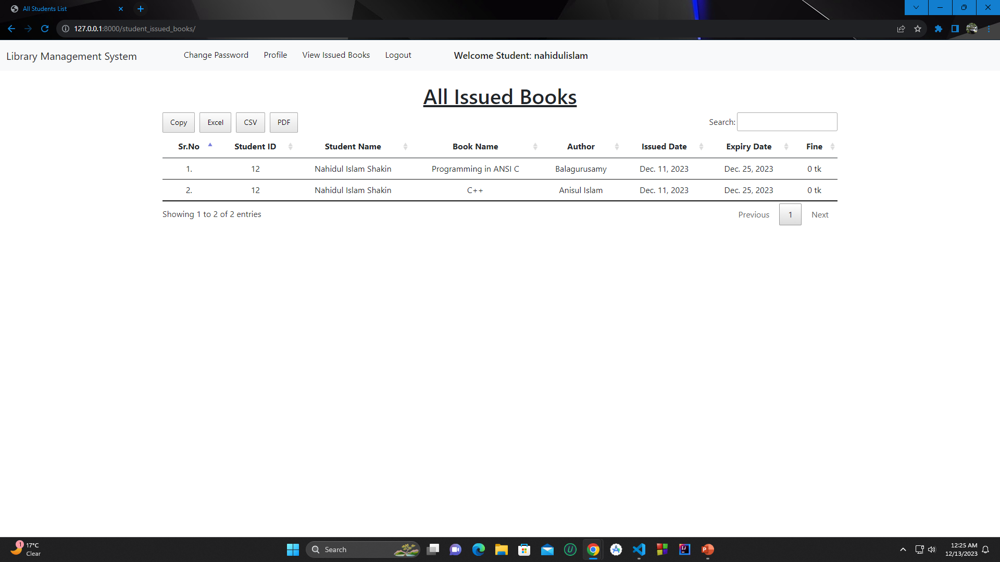 All Students List
127.0.0.1:8000/student_issued_books/
Library Management System Change Password Profile View Issued Books Logout Welcome Student: nahidulislam
All Issued Books
Copy Excel CSV PDF Search:
Sr.No Student ID Student Name Book Name Author Issued Date Expiry Date Fine
1. 12 Nahidul Islam Shakin Programming in ANSI C Balagurusamy Dec. 11, 2023 Dec. 25, 2023 0 tk
2. 12 Nahidul Islam Shakin C++ Anisul Islam Dec. 11, 2023 Dec. 25, 2023 0 tk
Showing 1 to 2 of 2 entries Previous 1 Next
1 17°C
Clear
Search
12:25 AM
12/13/2023